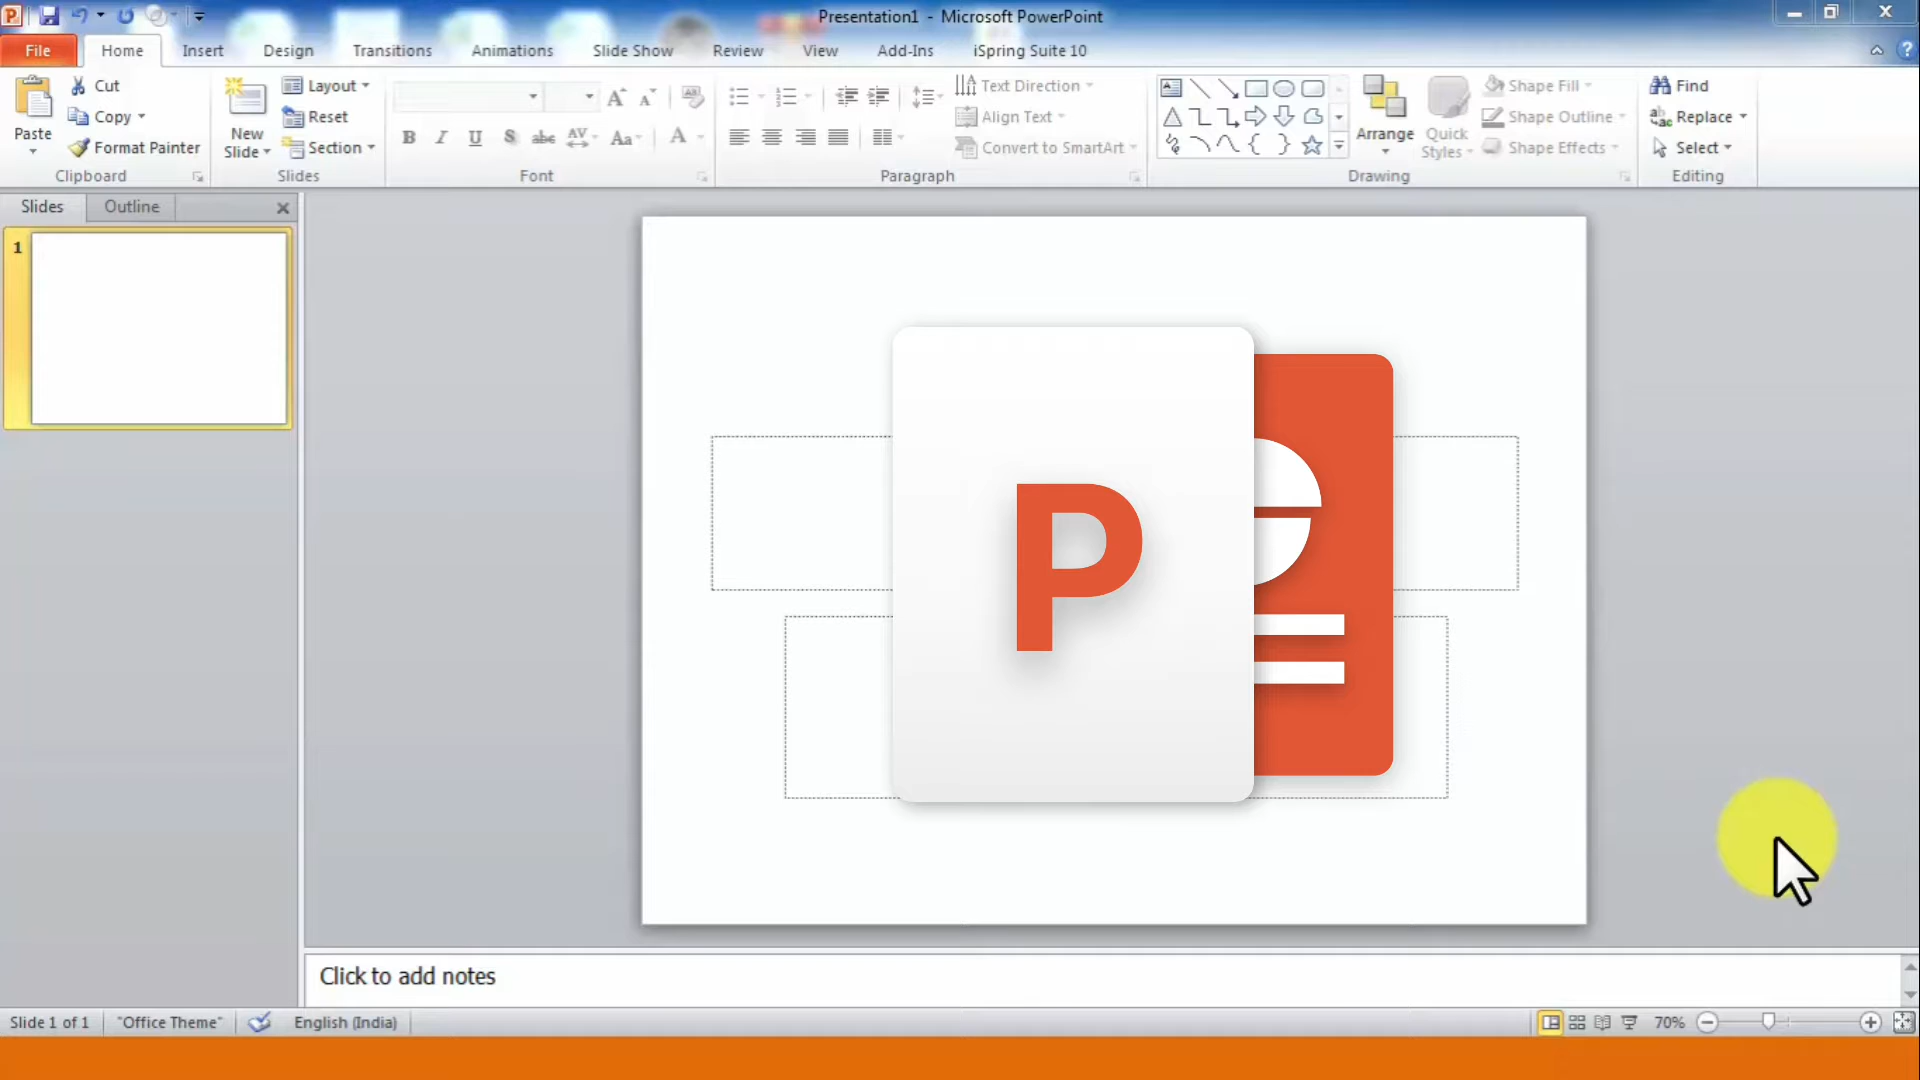 Presentation1 - Microsoft PowerPoint
File Home Insert Design Transitions Animations Slide Show Review View Add-Ins iSpring Suite 10
Paste
Cut
Copy
Format Painter
Clipboard
New
Slide
Layout
Reset
Section
Slides
B I U S abc AV Aa A
Font
Text Direction
Align Text
Convert to SmartArt
Paragraph
Arrange
Quick
Styles
Shape Fill
Shape Outline
Shape Effects
Drawing
Find
Replace
Select
Editing
Slides Outline
1
P
Click to add notes
Slide 1 of 1 "Office Theme" English (India) 70%